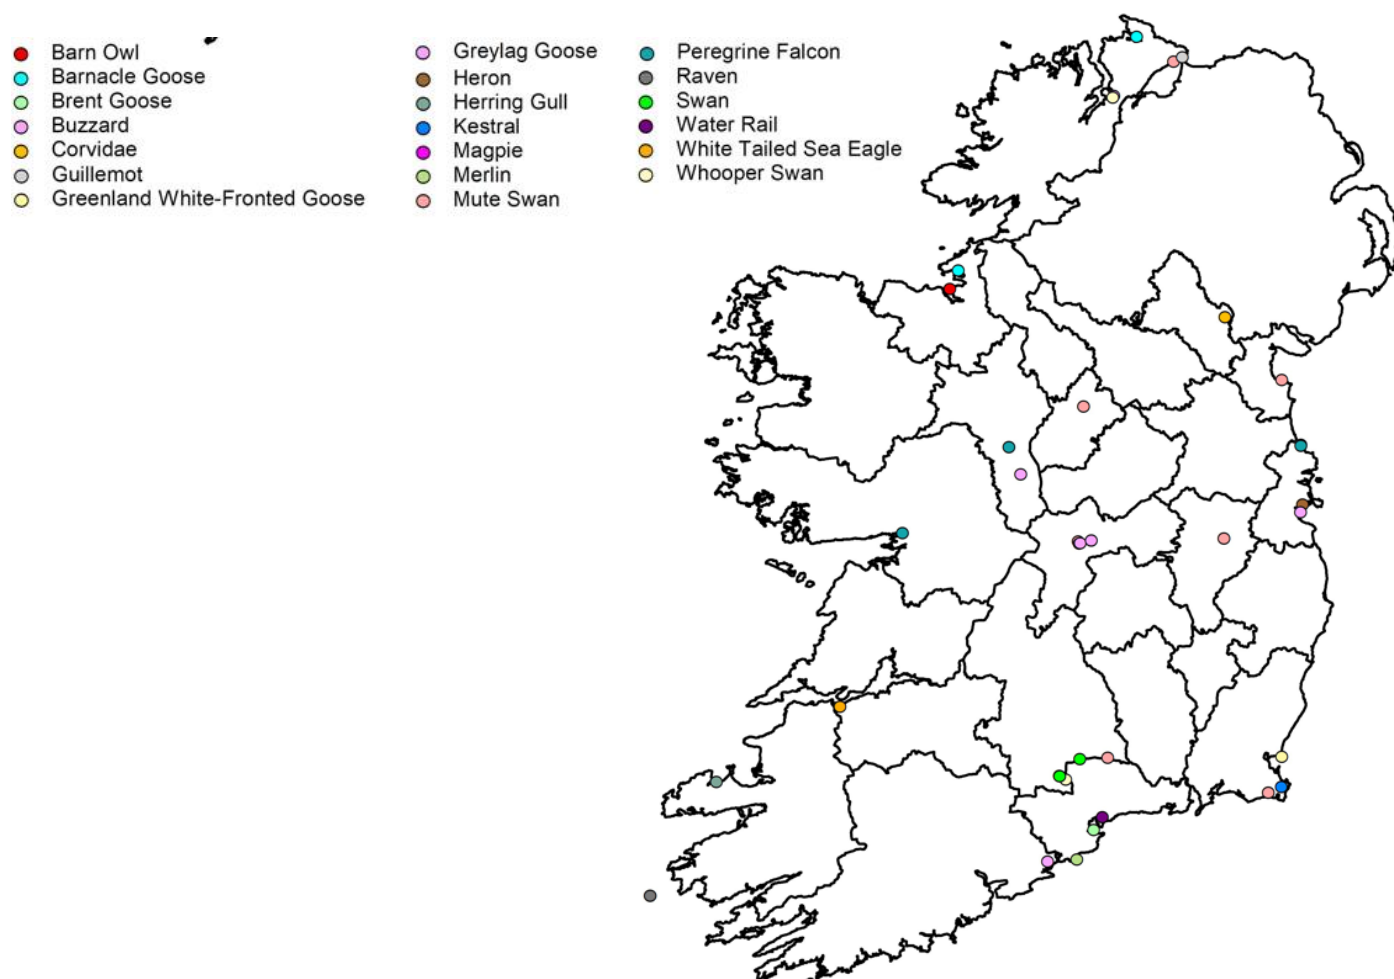 Barn Owl
Barnacle Goose
Brent Goose
Buzzard
Corvidae
Guillemot
Greenland White-Fronted Goose
Greylag Goose
Heron
Herring Gull
Kestral
Magpie
Merlin
Mute Swan
Peregrine Falcon
Raven
Swan
Water Rail
White Tailed Sea Eagle
Whooper Swan